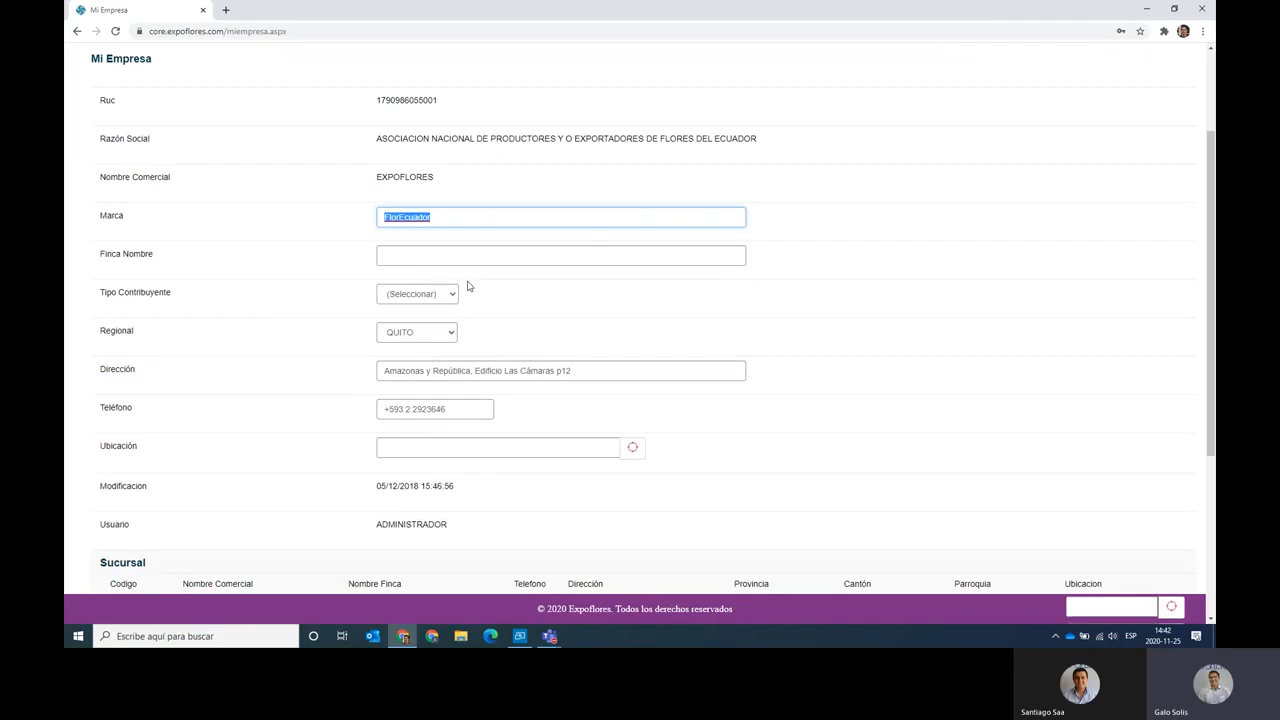 Mi Empresa
core.expoflores.com/miempresa.aspx
Mi Empresa
Ruc 1790986055001
Razón Social ASOCIACION NACIONAL DE PRODUCTORES Y O EXPORTADORES DE FLORES DEL ECUADOR
Nombre Comercial EXPOFLORES
Marca FlorEcuador
Finca Nombre
Tipo Contribuyente (Seleccionar)
Regional QUITO
Dirección Amazonas y República, Edificio Las Cámaras p12
Teléfono +593 2 2923646
Ubicación
Modificacion 05/12/2018 15:46:56
Usuario ADMINISTRADOR
Sucursal
Codigo Nombre Comercial Nombre Finca Telefono Dirección Provincia Cantón Parroquia Ubicacion
© 2020 Expoflores. Todos los derechos reservados
Escribe aquí para buscar
ESP
14:42
2020-11-25
Santiago Saa
Galo Solis